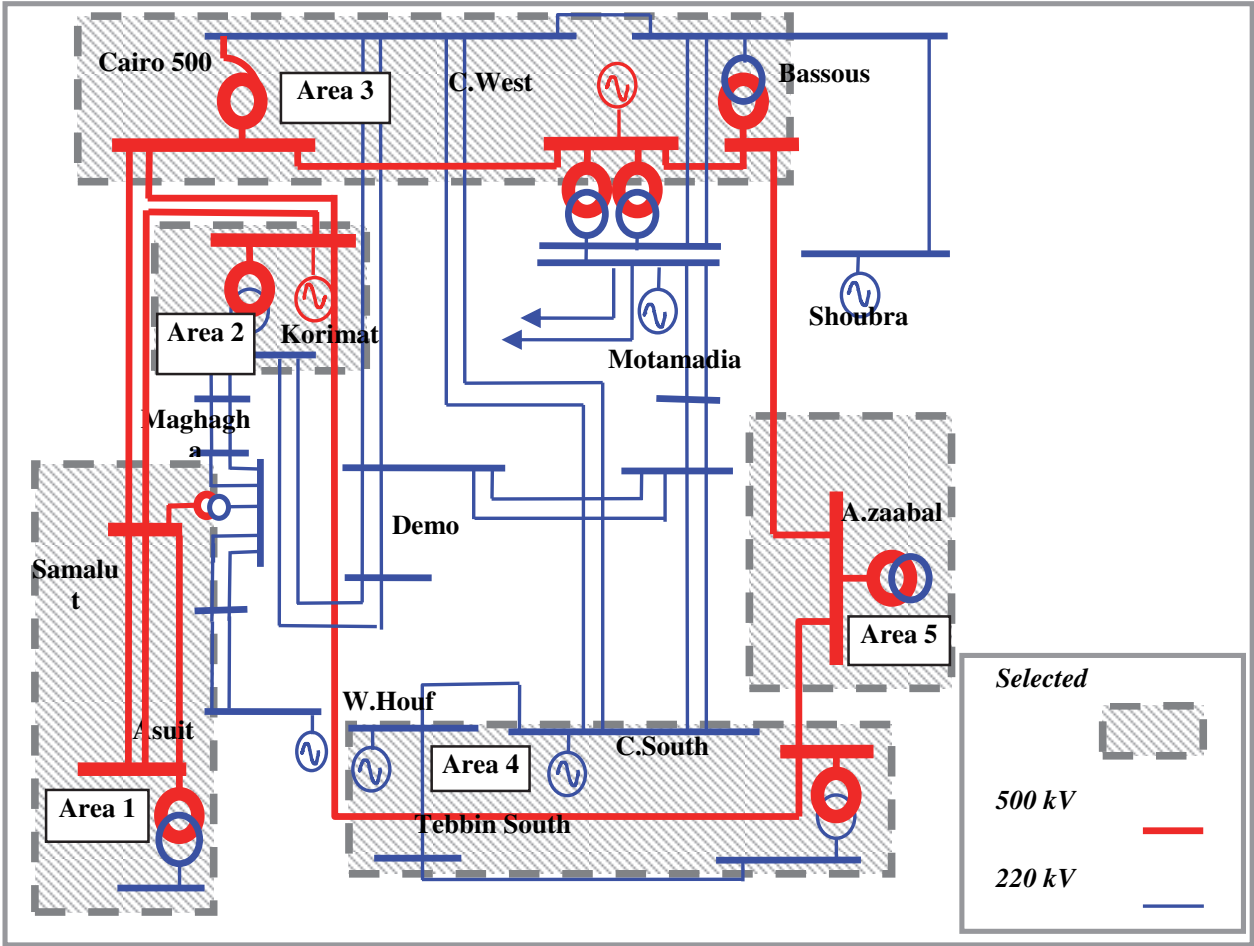 Cairo 500
Area 3
C.West
Bassous
Area 2
Korimat
Shoubra
Motamadia
Maghagh
a
A.zaabal
Demo
Samalu
t
Area 5
Selected
W.Houf
Asuit
C.South
Area 4
500 kV
Area 1
Tebbin South
220 kV